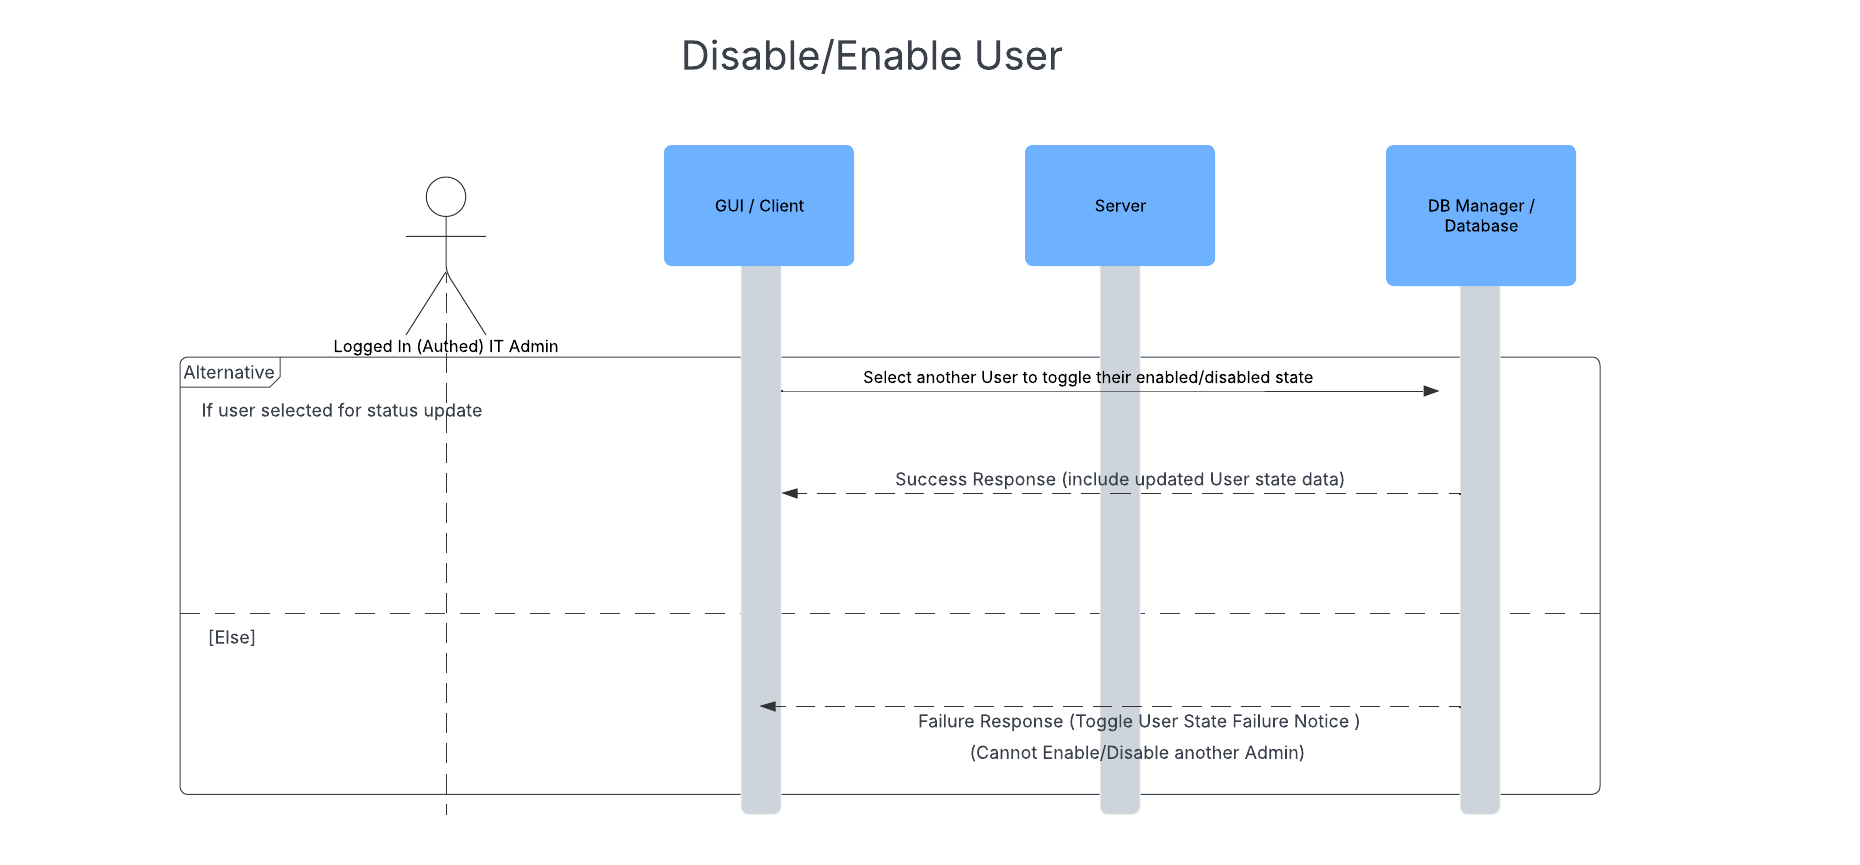 Disable/Enable User
GUI / Client
Server
DB Manager /
Database
Logged In (Authed) IT Admin
Alternative
Select another User to toggle their enabled/disabled state
If user selected for status update
Success Response (include updated User state data)
[Else]
Failure Response (Toggle User State Failure Notice )
(Cannot Enable/Disable another Admin)